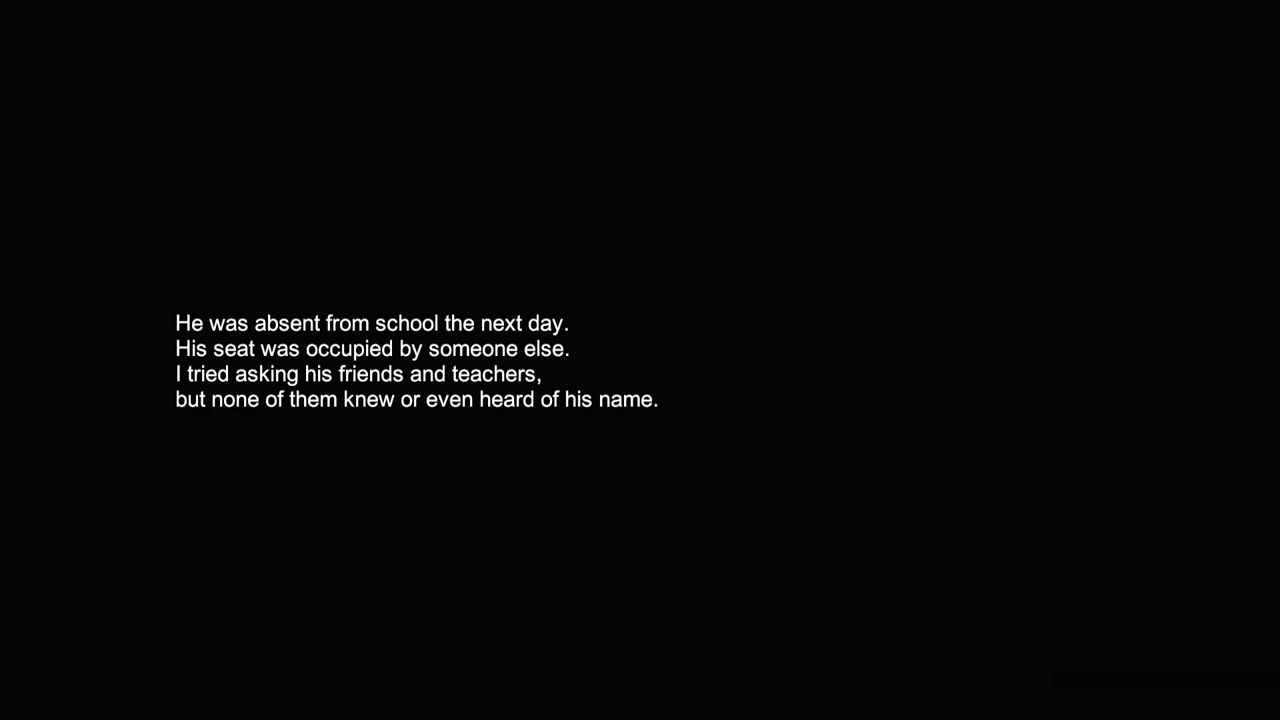 He was absent from school the next day.
His seat was occupied by someone else.
I tried asking his friends and teachers,
but none of them knew or even heard of his name.